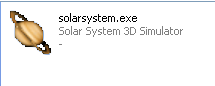 solarsystem.exe
Solar System 3D Simulator
-